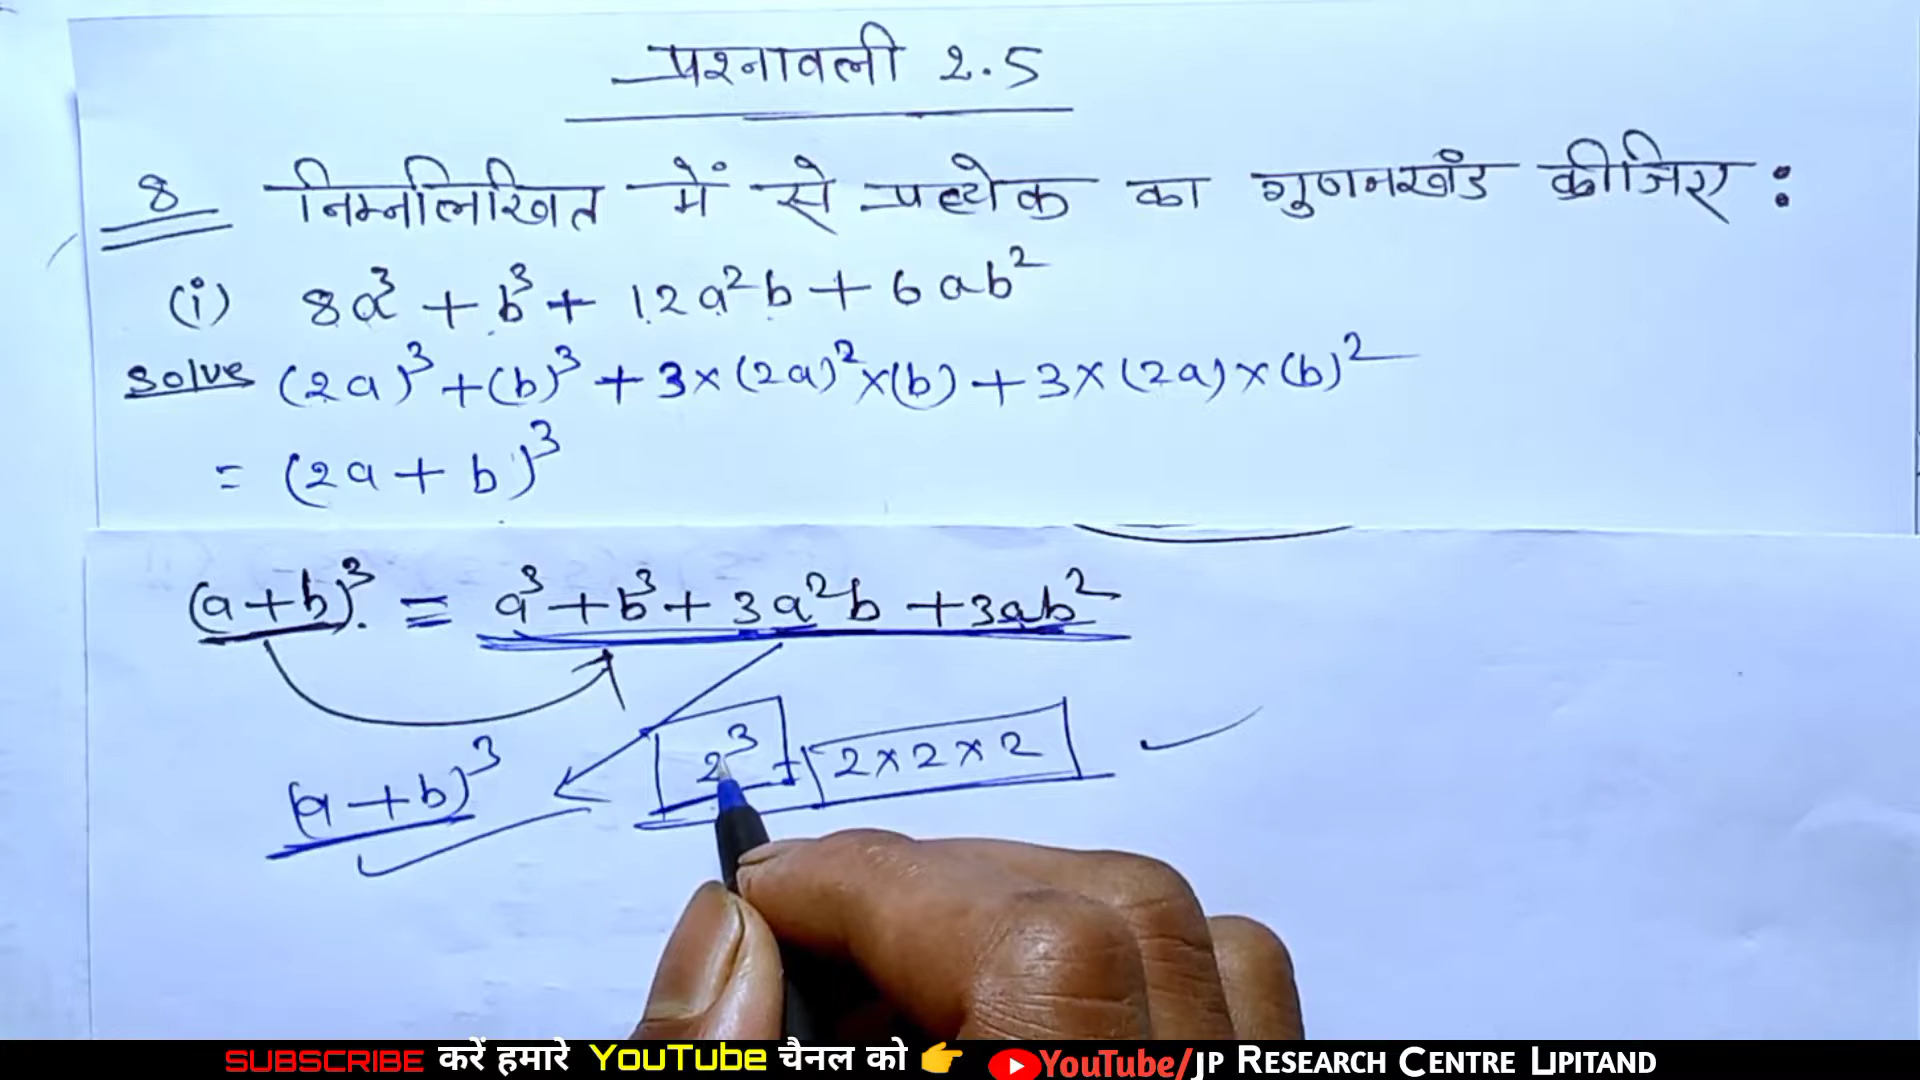 प्रश्नावली 2.5
8 निम्नलिखित में से प्रत्येक का गुणनखंड कीजिए :
(i) 8a³ + b³ + 12a²b + 6ab²
Solve (2a)³ + (b)³ + 3 × (2a)² × (b) + 3 × (2a) × (b)²
= (2a + b)³
(a + b)³ = a³ + b³ + 3a²b + 3ab²
2³ = 2 × 2 × 2
(a + b)³
SUBSCRIBE करें हमारे YouTube चैनल को 👉 YouTube/JP RESEARCH CENTRE LIPITAND